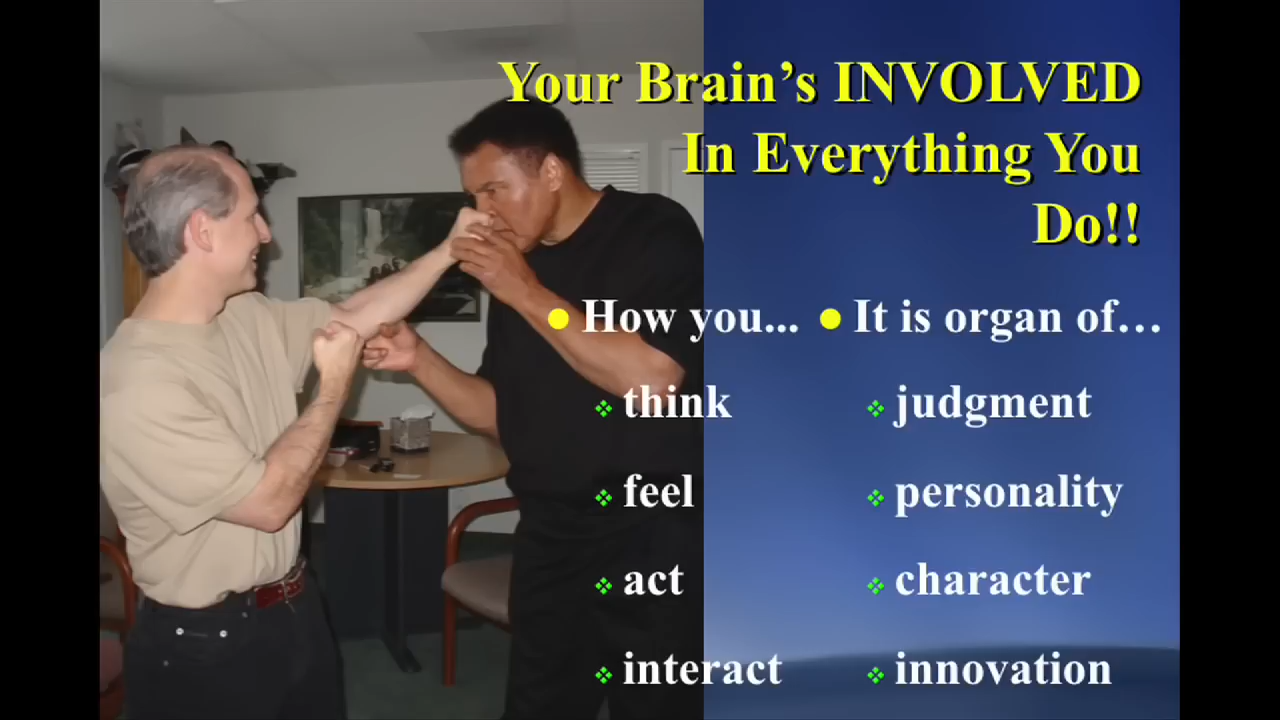 Your Brain's INVOLVED
In Everything You
Do!!
How you...
think
feel
act
interact
It is organ of…
judgment
personality
character
innovation